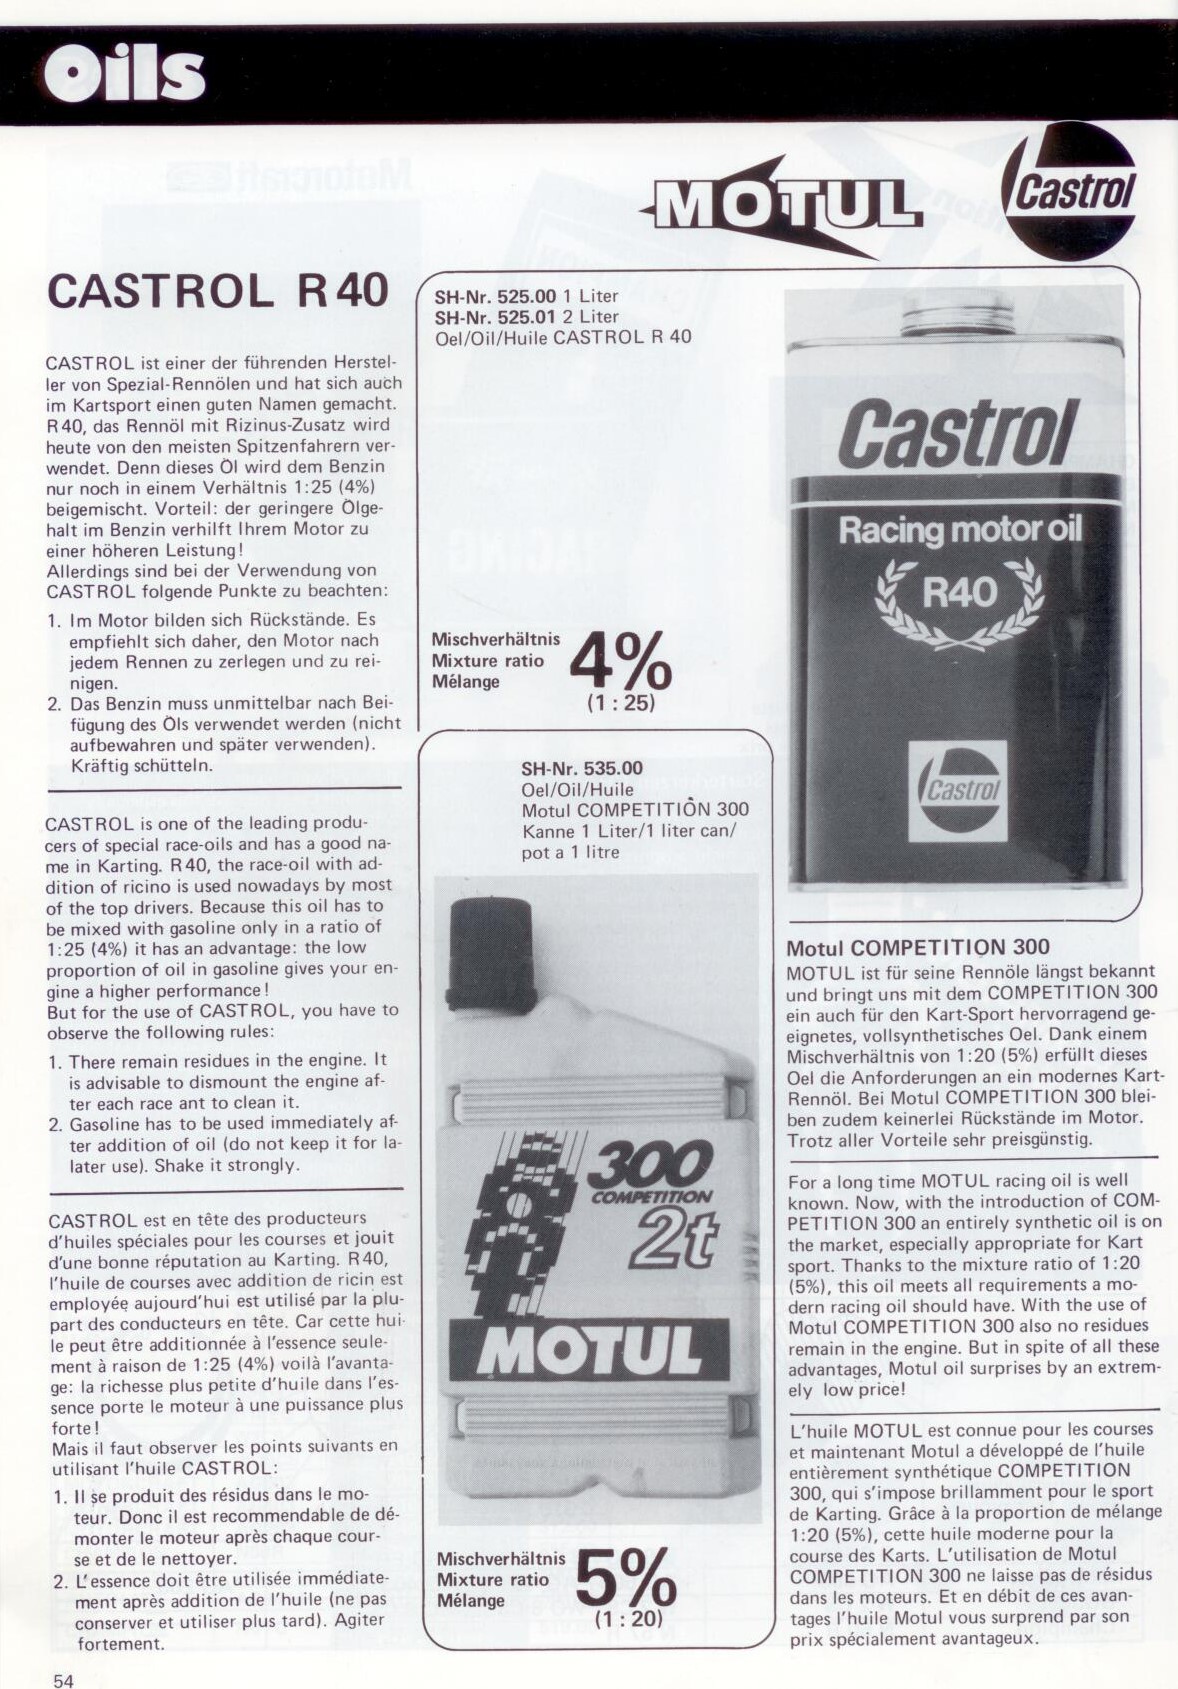 Oils
MOTUL
Castrol
CASTROL R 40
CASTROL ist einer der führenden Herstel-
ler von Spezial-Rennölen und hat sich auch
im Kartsport einen guten Namen gemacht.
R 40, das Rennöl mit Rizinus-Zusatz wird
heute von den meisten Spitzenfahrern ver-
wendet. Denn dieses Öl wird dem Benzin
nur noch in einem Verhältnis 1:25 (4%)
beigemischt. Vorteil: der geringere Ölge-
halt im Benzin verhilft Ihrem Motor zu
einer höheren Leistung!
Allerdings sind bei der Verwendung von
CASTROL folgende Punkte zu beachten:
1. Im Motor bilden sich Rückstände. Es
empfiehlt sich daher, den Motor nach
jedem Rennen zu zerlegen und zu rei-
nigen.
2. Das Benzin muss unmittelbar nach Bei-
fügung des Öls verwendet werden (nicht
aufbewahren und später verwenden).
Kräftig schütteln.
CASTROL is one of the leading produ-
cers of special race-oils and has a good na-
me in Karting. R 40, the race-oil with ad-
dition of ricino is used nowadays by most
of the top drivers. Because this oil has to
be mixed with gasoline only in a ratio of
1:25 (4%) it has an advantage: the low
proportion of oil in gasoline gives your en-
gine a higher performance!
But for the use of CASTROL, you have to
observe the following rules:
1. There remain residues in the engine. It
is advisable to dismount the engine af-
ter each race ant to clean it.
2. Gasoline has to be used immediately af-
ter addition of oil (do not keep it for la-
later use). Shake it strongly.
CASTROL est en tête des producteurs
d'huiles spéciales pour les courses et jouit
d'une bonne réputation au Karting. R 40,
l'huile de courses avec addition de ricin est
employée aujourd'hui est utilisé par la plu-
part des conducteurs en tête. Car cette hui-
le peut être additionnée à l'essence seule-
ment à raison de 1:25 (4%) voilà l'avanta-
ge: la richesse plus petite d'huile dans l'es-
sence porte le moteur à une puissance plus
forte!
Mais il faut observer les points suivants en
utilisant l'huile CASTROL:
1. Il se produit des résidus dans le mo-
teur. Donc il est recommendable de dé-
monter le moteur après chaque cour-
se et de le nettoyer.
2. L'essence doit être utilisée immédiate-
ment après addition de l'huile (ne pas
conserver et utiliser plus tard). Agiter
fortement.
SH-Nr. 525.00 1 Liter
SH-Nr. 525.01 2 Liter
Oel/Oil/Huile CASTROL R 40
Mischverhältnis
Mixture ratio
Mélange
4%
(1 : 25)
Castrol
Racing motor oil
R40
Castrol
SH-Nr. 535.00
Oel/Oil/Huile
Motul COMPETITION 300
Kanne 1 Liter/1 liter can/
pot a 1 litre
300
COMPETITION
2t
MOTUL
Mischverhältnis
Mixture ratio
Mélange
5%
(1 : 20)
Motul COMPETITION 300
MOTUL ist für seine Rennöle längst bekannt
und bringt uns mit dem COMPETITION 300
ein auch für den Kart-Sport hervorragend ge-
eignetes, vollsynthetisches Oel. Dank einem
Mischverhältnis von 1:20 (5%) erfüllt dieses
Oel die Anforderungen an ein modernes Kart-
Rennöl. Bei Motul COMPETITION 300 blei-
ben zudem keinerlei Rückstände im Motor.
Trotz aller Vorteile sehr preisgünstig.
For a long time MOTUL racing oil is well
known. Now, with the introduction of COM-
PETITION 300 an entirely synthetic oil is on
the market, especially appropriate for Kart
sport. Thanks to the mixture ratio of 1:20
(5%), this oil meets all requirements a mo-
dern racing oil should have. With the use of
Motul COMPETITION 300 also no residues
remain in the engine. But in spite of all these
advantages, Motul oil surprises by an extrem-
ely low price!
L'huile MOTUL est connue pour les courses
et maintenant Motul a développé de l'huile
entièrement synthétique COMPETITION
300, qui s'impose brillamment pour le sport
de Karting. Grâce à la proportion de mélange
1:20 (5%), cette huile moderne pour la
course des Karts. L'utilisation de Motul
COMPETITION 300 ne laisse pas de résidus
dans les moteurs. Et en débit de ces avan-
tages l'huile Motul vous surprend par son
prix spécialement avantageux.
54